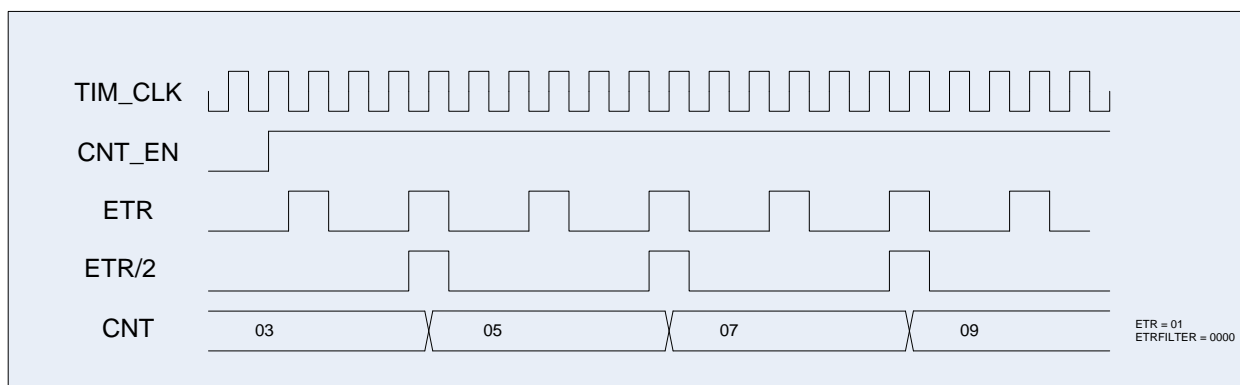 TIM_CLK
CNT_EN
ETR
ETR/2
CNT
03
05
07
09
ETR = 01
ETRFILTER = 0000